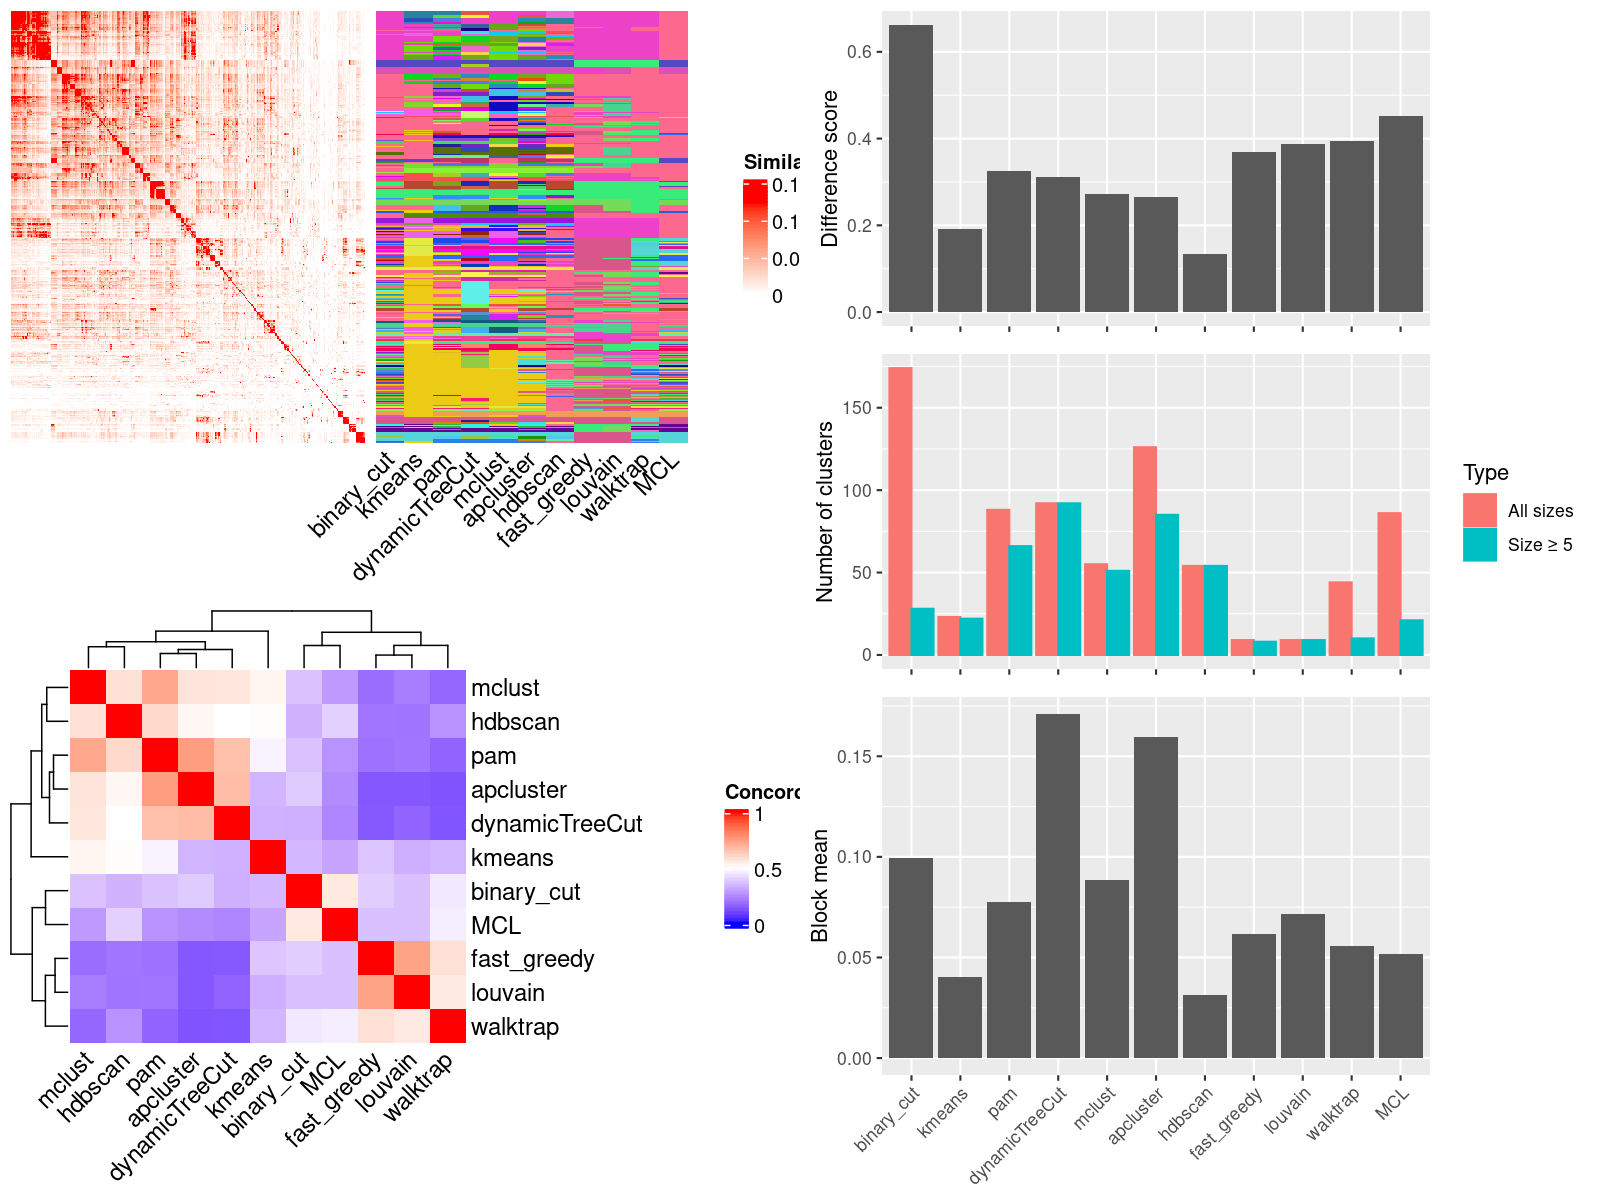 Simila
0.1
0.1
0.0
0
binary_cut
kmeans
pam
dynamicTreeCut
mclust
apcluster
hdbscan
fast_greedy
louvain
walktrap
MCL
mclust
hdbscan
pam
apcluster
dynamicTreeCut
kmeans
binary_cut
MCL
fast_greedy
louvain
walktrap
Concord
1
0.5
0
mclust
hdbscan
pam
apcluster
dynamicTreeCut
kmeans
binary_cut
MCL
fast_greedy
louvain
walktrap
Difference score
0.6
0.4
0.2
0.0
Number of clusters
150
100
50
0
Type
All sizes
Size ≥ 5
Block mean
0.15
0.10
0.05
0.00
binary_cut
kmeans
pam
dynamicTreeCut
mclust
apcluster
hdbscan
fast_greedy
louvain
walktrap
MCL